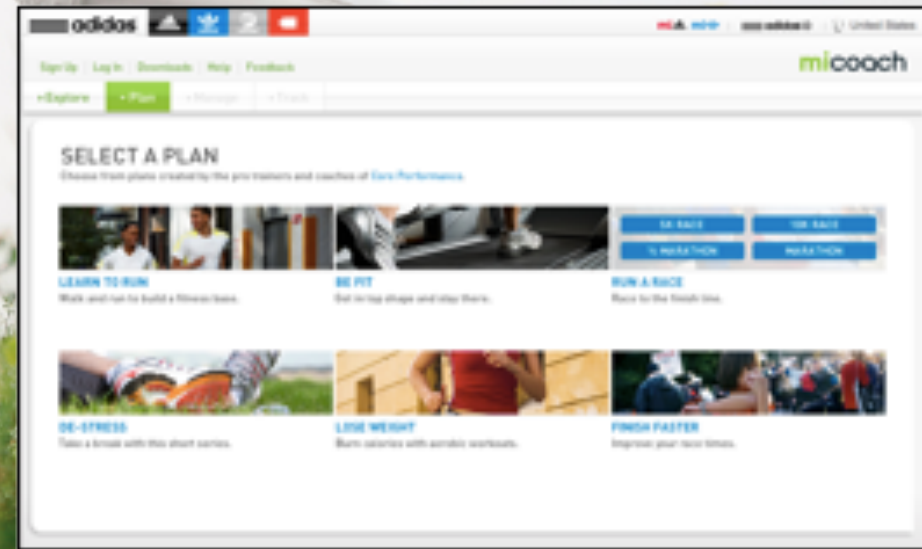 adidas
United States
Sign Up Log In Downloads Help Feedback
micoach
Explore Plan Manage Track
SELECT A PLAN
Choose from plans created by the pro trainers and coaches of Core Performance.
5K RACE 10K RACE
½ MARATHON MARATHON
LEARN TO RUN BE FIT RUN A RACE
Walk and run to build a fitness base. Get in top shape and stay there. Race to the finish line.
DE-STRESS LOSE WEIGHT FINISH FASTER
Take a break with this short series. Burn calories with aerobic workouts. Improve your race times.